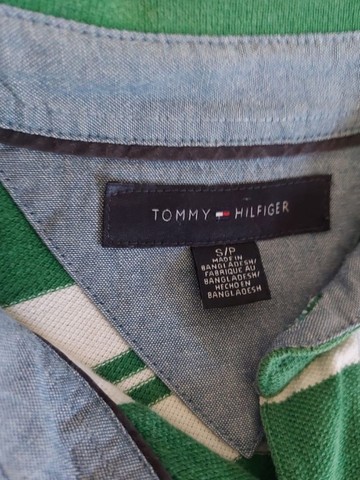 TOMMY HILFIGER
S/P
MADE IN
BANGLADESH/
FABRIQUE AU
BANGLADESH/
HECHO EN
BANGLADESH